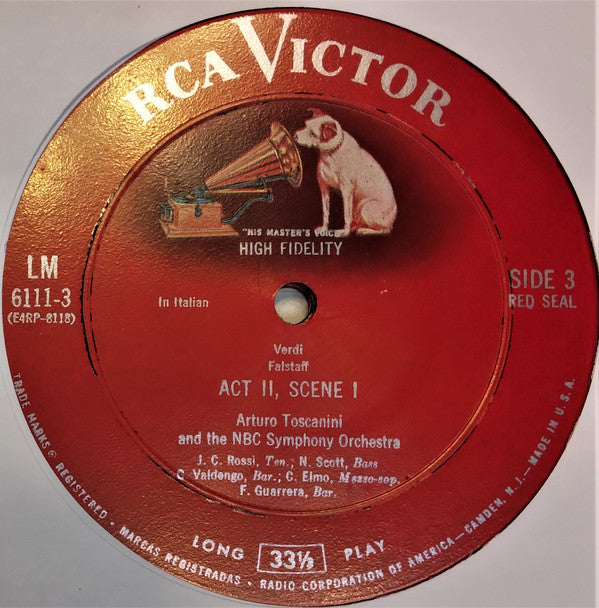 RCA VICTOR
"HIS MASTER'S VOICE"
HIGH FIDELITY
LM
6111-3
(E4RP-8118)
SIDE 3
RED SEAL
In Italian
Verdi
Falstaff
ACT II, SCENE I
Arturo Toscanini
and the NBC Symphony Orchestra
J. C. Rossi, Ten.; N. Scott, Bass
C. Valdengo, Bar.; C. Elmo, Mezzo-sop.
F. Guarrera, Bar.
LONG 33⅓ PLAY
TRADE MARKS ® REGISTERED • MARCAS REGISTRADAS • RADIO CORPORATION OF AMERICA—CAMDEN, N.J.—MADE IN U.S.A.